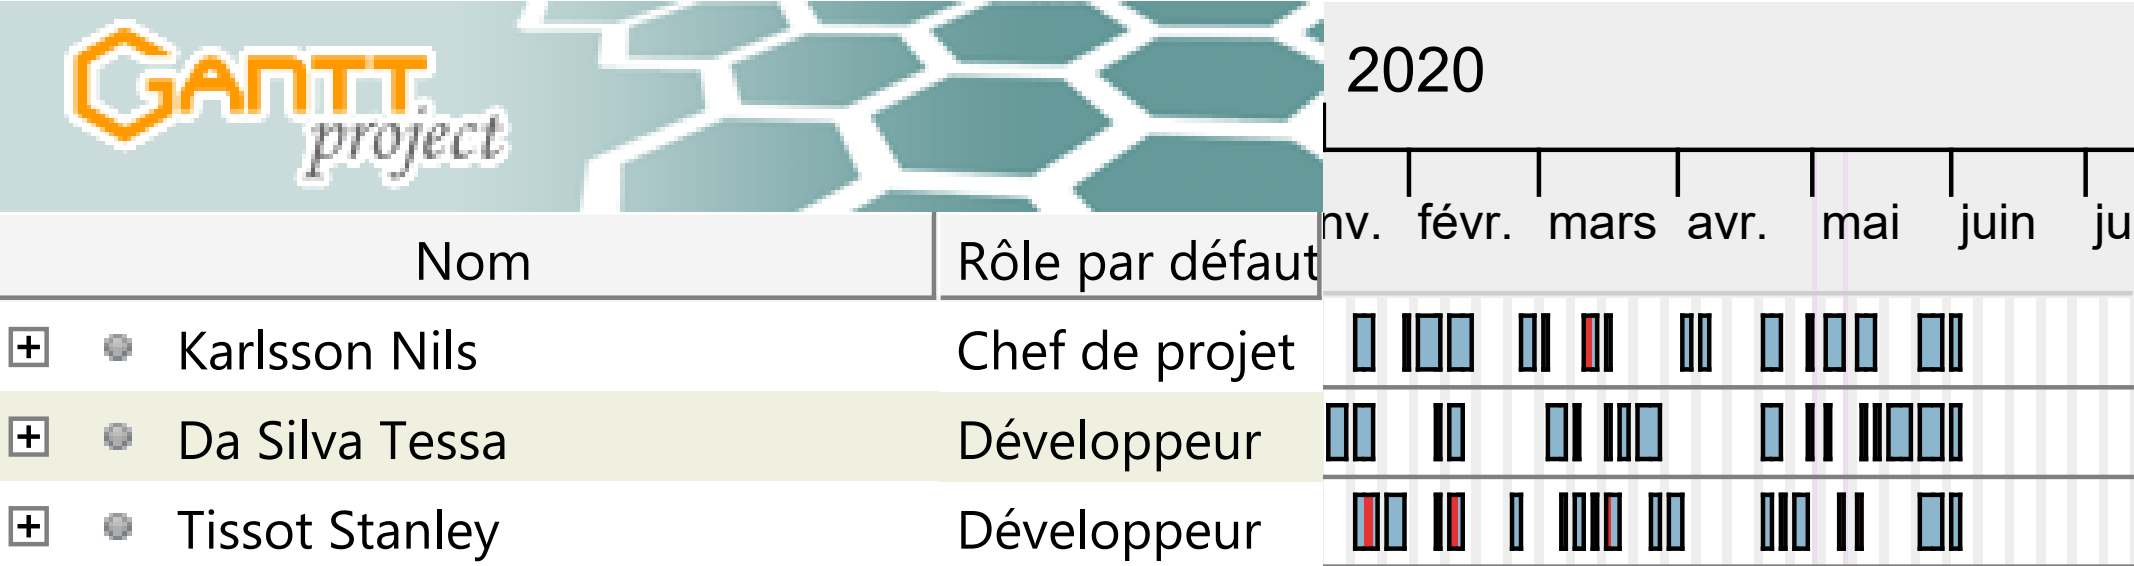 GANTT
project
2020
nv. févr. mars avr. mai juin ju
Nom Rôle par défaut
Karlsson Nils Chef de projet
Da Silva Tessa Développeur
Tissot Stanley Développeur